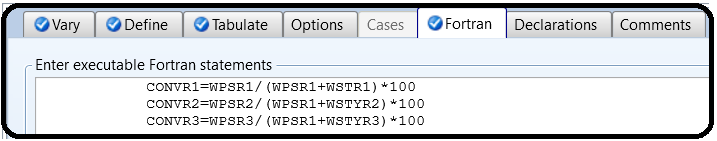 Vary Define Tabulate Options Cases Fortran Declarations Comments
Enter executable Fortran statements
CONVR1=WPSR1/(WPSR1+WSTR1)*100
CONVR2=WPSR2/(WPSR1+WSTYR2)*100
CONVR3=WPSR3/(WPSR1+WSTYR3)*100